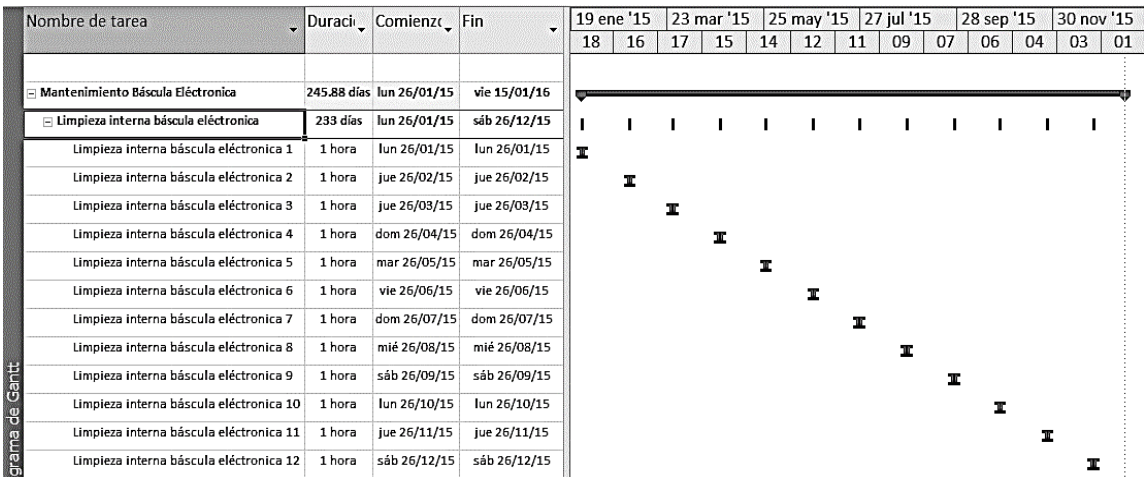 Nombre de tarea Duraci Comienzo Fin 19 ene '15 23 mar '15 25 may '15 27 jul '15 28 sep '15 30 nov '15
18 16 17 15 14 12 11 09 07 06 04 03 01
Mantenimiento Báscula Eléctronica 245.88 días lun 26/01/15 vie 15/01/16
Limpieza interna báscula eléctronica 233 días lun 26/01/15 sáb 26/12/15
Limpieza interna báscula eléctronica 1 1 hora lun 26/01/15 lun 26/01/15
Limpieza interna báscula eléctronica 2 1 hora jue 26/02/15 jue 26/02/15
Limpieza interna báscula eléctronica 3 1 hora jue 26/03/15 jue 26/03/15
Limpieza interna báscula eléctronica 4 1 hora dom 26/04/15 dom 26/04/15
Limpieza interna báscula eléctronica 5 1 hora mar 26/05/15 mar 26/05/15
Limpieza interna báscula eléctronica 6 1 hora vie 26/06/15 vie 26/06/15
Limpieza interna báscula eléctronica 7 1 hora dom 26/07/15 dom 26/07/15
Limpieza interna báscula eléctronica 8 1 hora mié 26/08/15 mié 26/08/15
Limpieza interna báscula eléctronica 9 1 hora sáb 26/09/15 sáb 26/09/15
Limpieza interna báscula eléctronica 10 1 hora lun 26/10/15 lun 26/10/15
Limpieza interna báscula eléctronica 11 1 hora jue 26/11/15 jue 26/11/15
Limpieza interna báscula eléctronica 12 1 hora sáb 26/12/15 sáb 26/12/15
grama de Gantt